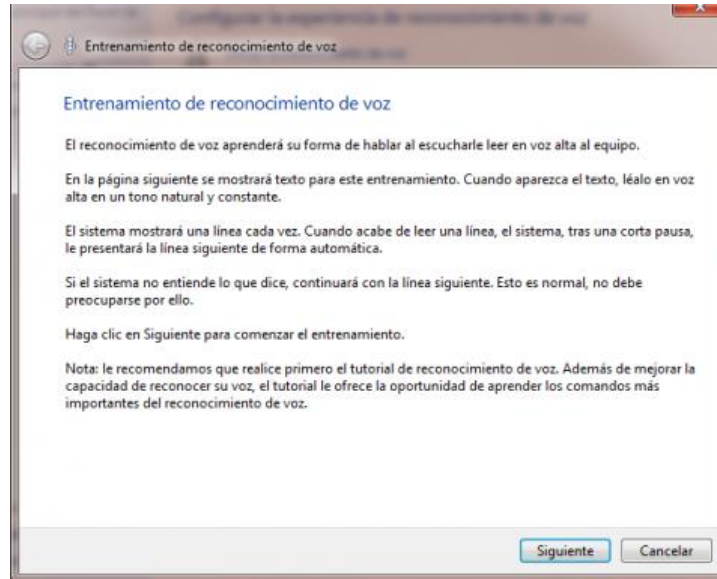 Configurar la experiencia de reconocimiento de voz
Entrenamiento de reconocimiento de voz
Entrenamiento de reconocimiento de voz
El reconocimiento de voz aprenderá su forma de hablar al escucharle leer en voz alta al equipo.
En la página siguiente se mostrará texto para este entrenamiento. Cuando aparezca el texto, léalo en voz
alta en un tono natural y constante.
El sistema mostrará una línea cada vez. Cuando acabe de leer una línea, el sistema, tras una corta pausa,
le presentará la línea siguiente de forma automática.
Si el sistema no entiende lo que dice, continuará con la línea siguiente. Esto es normal, no debe
preocuparse por ello.
Haga clic en Siguiente para comenzar el entrenamiento.
Nota: le recomendamos que realice primero el tutorial de reconocimiento de voz. Además de mejorar la
capacidad de reconocer su voz, el tutorial le ofrece la oportunidad de aprender los comandos más
importantes del reconocimiento de voz.
Siguiente Cancelar